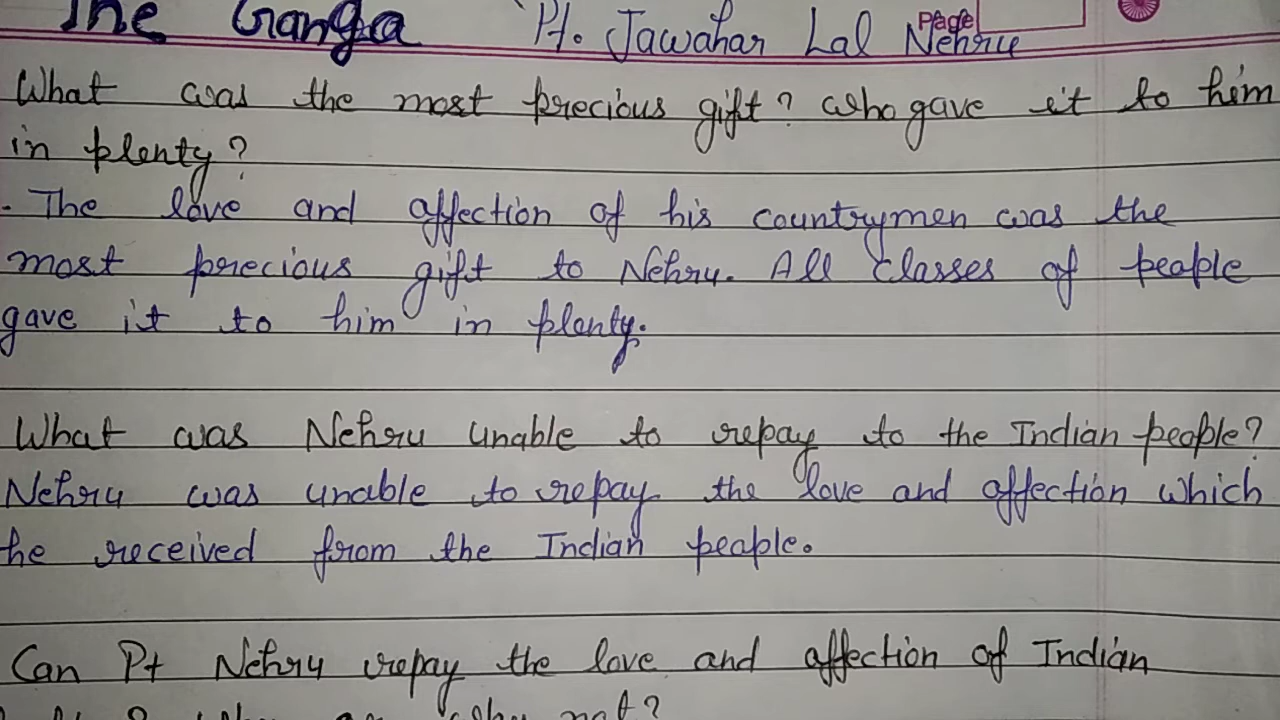 The Ganga Pt. Jawahar Lal Nehru
Page
What was the most precious gift? who gave it to him
in plenty?
- The love and affection of his countrymen was the
most precious gift to Nehru. All classes of people
gave it to him in plenty.
What was Nehru unable to repay to the Indian people?
Nehru was unable to repay the love and affection which
he received from the Indian people.
Can Pt Nehru repay the love and affection of Indian
not?